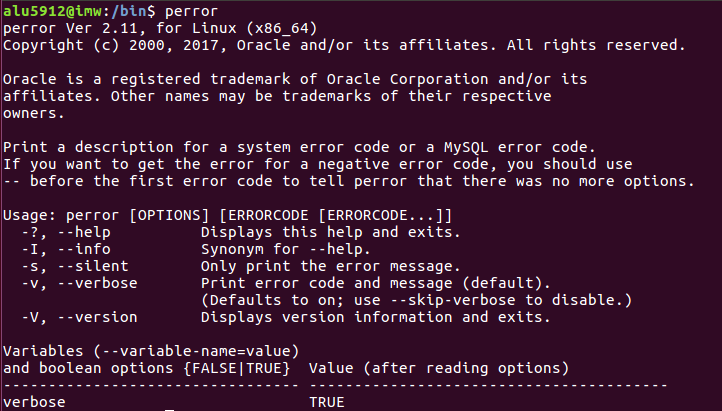 alu5912@imw:/bin$ perror
perror Ver 2.11, for Linux (x86_64)
Copyright (c) 2000, 2017, Oracle and/or its affiliates. All rights reserved.
Oracle is a registered trademark of Oracle Corporation and/or its
affiliates. Other names may be trademarks of their respective
owners.
Print a description for a system error code or a MySQL error code.
If you want to get the error for a negative error code, you should use
-- before the first error code to tell perror that there was no more options.
Usage: perror [OPTIONS] [ERRORCODE [ERRORCODE...]]
  -?, --help          Displays this help and exits.
  -I, --info          Synonym for --help.
  -s, --silent        Only print the error message.
  -v, --verbose       Print error code and message (default).
                      (Defaults to on; use --skip-verbose to disable.)
  -V, --version       Displays version information and exits.
Variables (--variable-name=value)
and boolean options {FALSE|TRUE}  Value (after reading options)
--------------------------------- ----------------------------------------
verbose                           TRUE